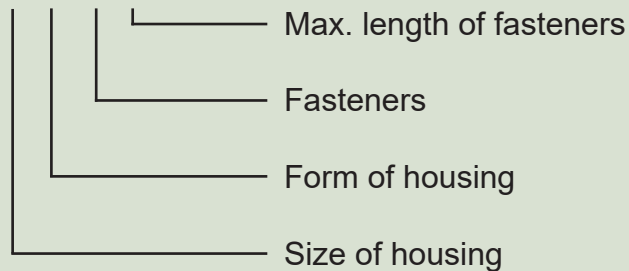 Max. length of fasteners
Fasteners
Form of housing
Size of housing